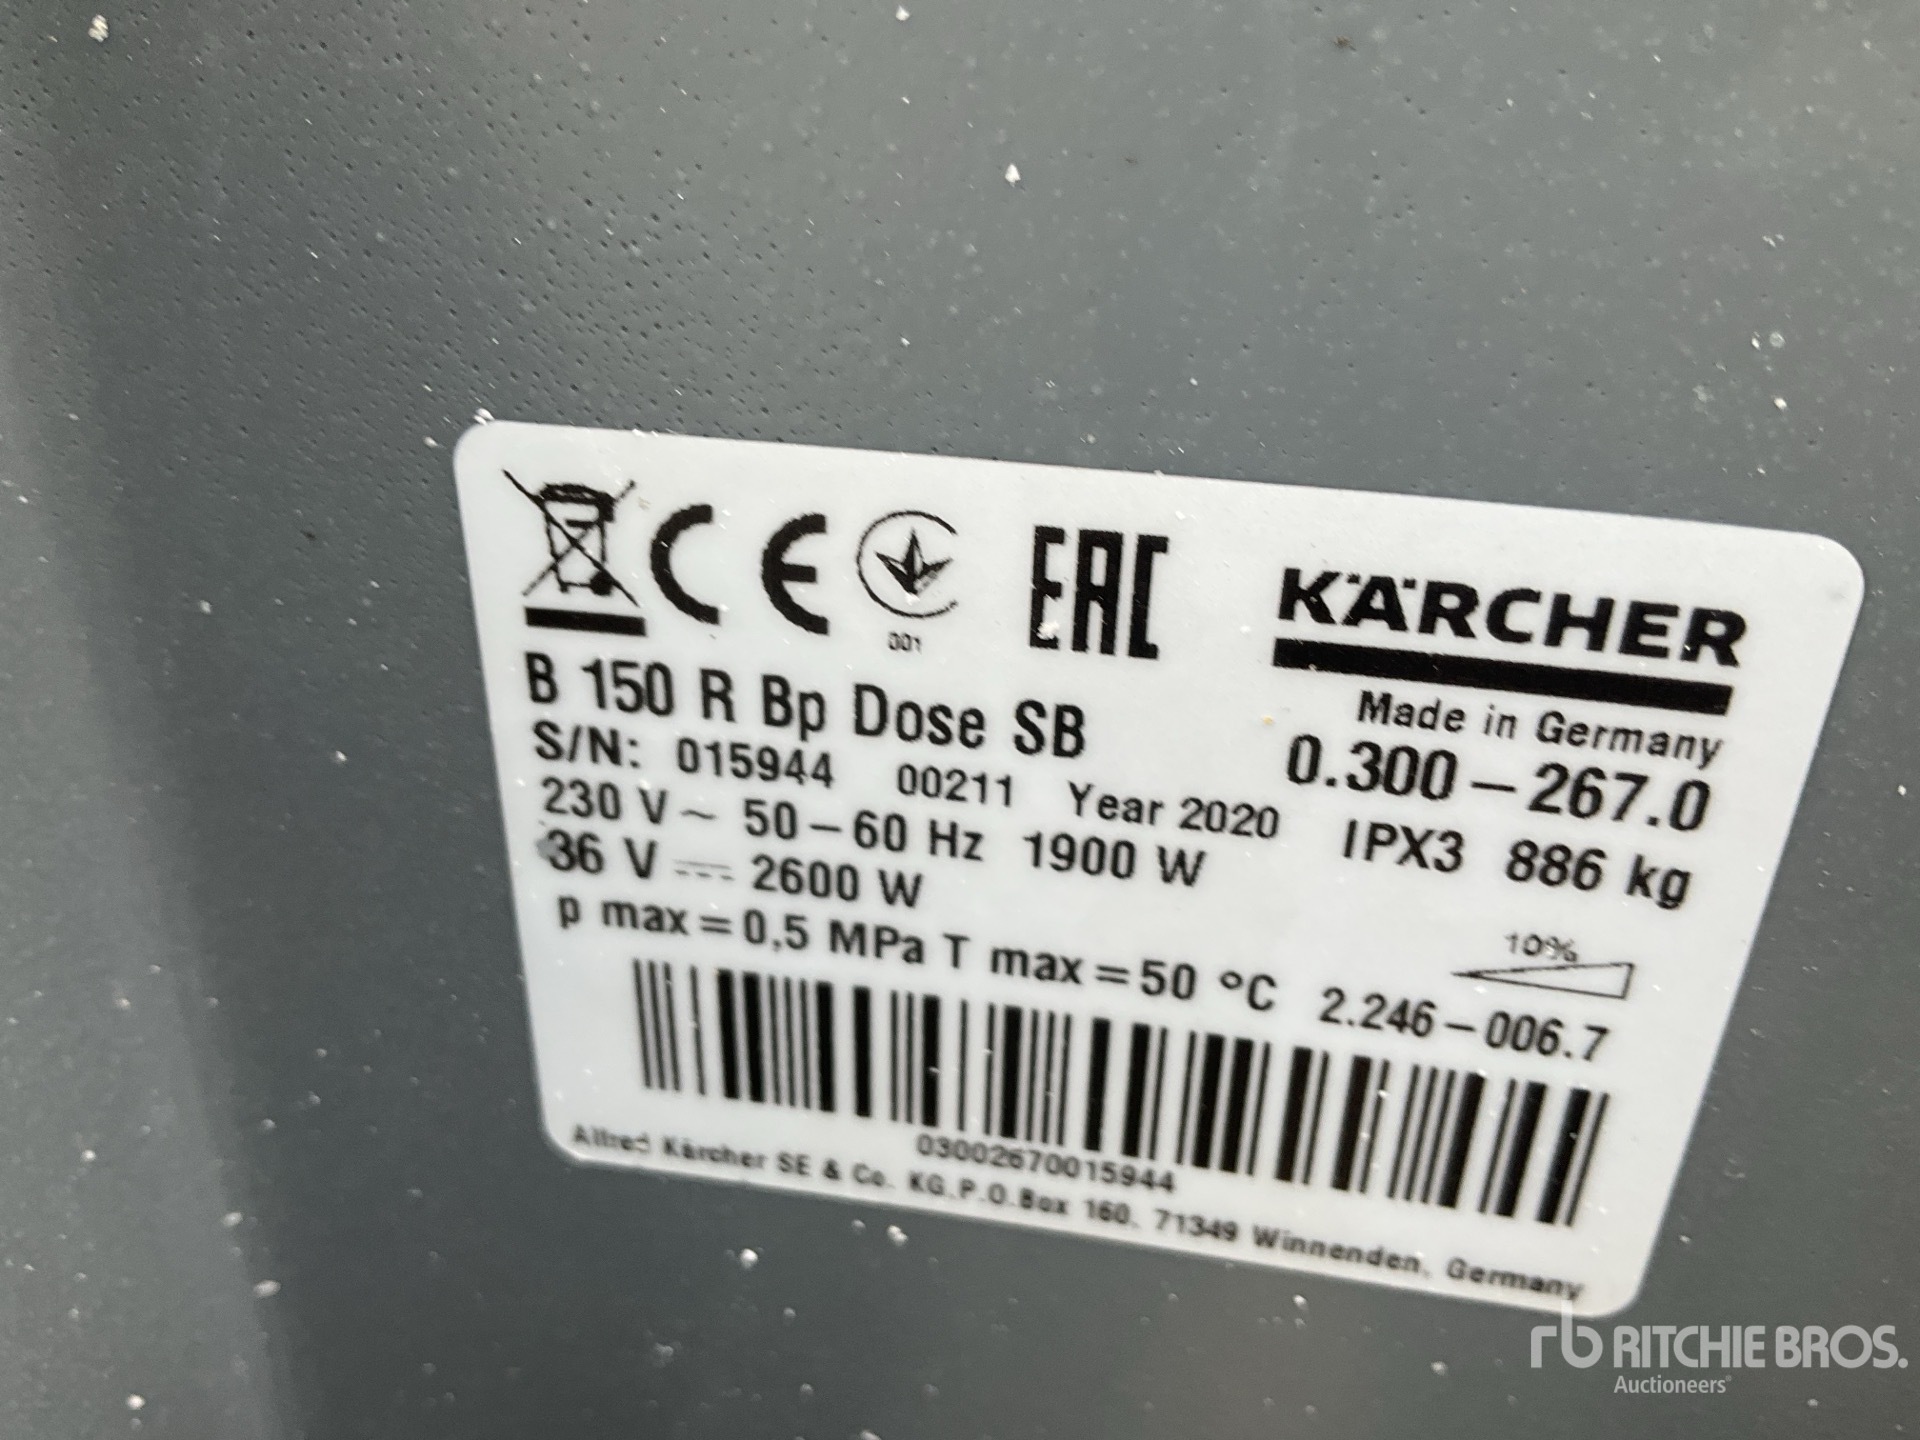 CE
001
EAC
KÄRCHER
Made in Germany
B 150 R Bp Dose SB
0.300-267.0
S/N: 015944 00211 Year 2020
IPX3 886 kg
230 V ~ 50-60 Hz 1900 W
36 V ⎓ 2600 W
10%
p max=0,5 MPa T max=50 °C 2.246-006.7
03002670015944
Alfred Kärcher SE & Co. KG.P.O.Box 160, 71349 Winnenden, Germany
rb RITCHIE BROS.
Auctioneers